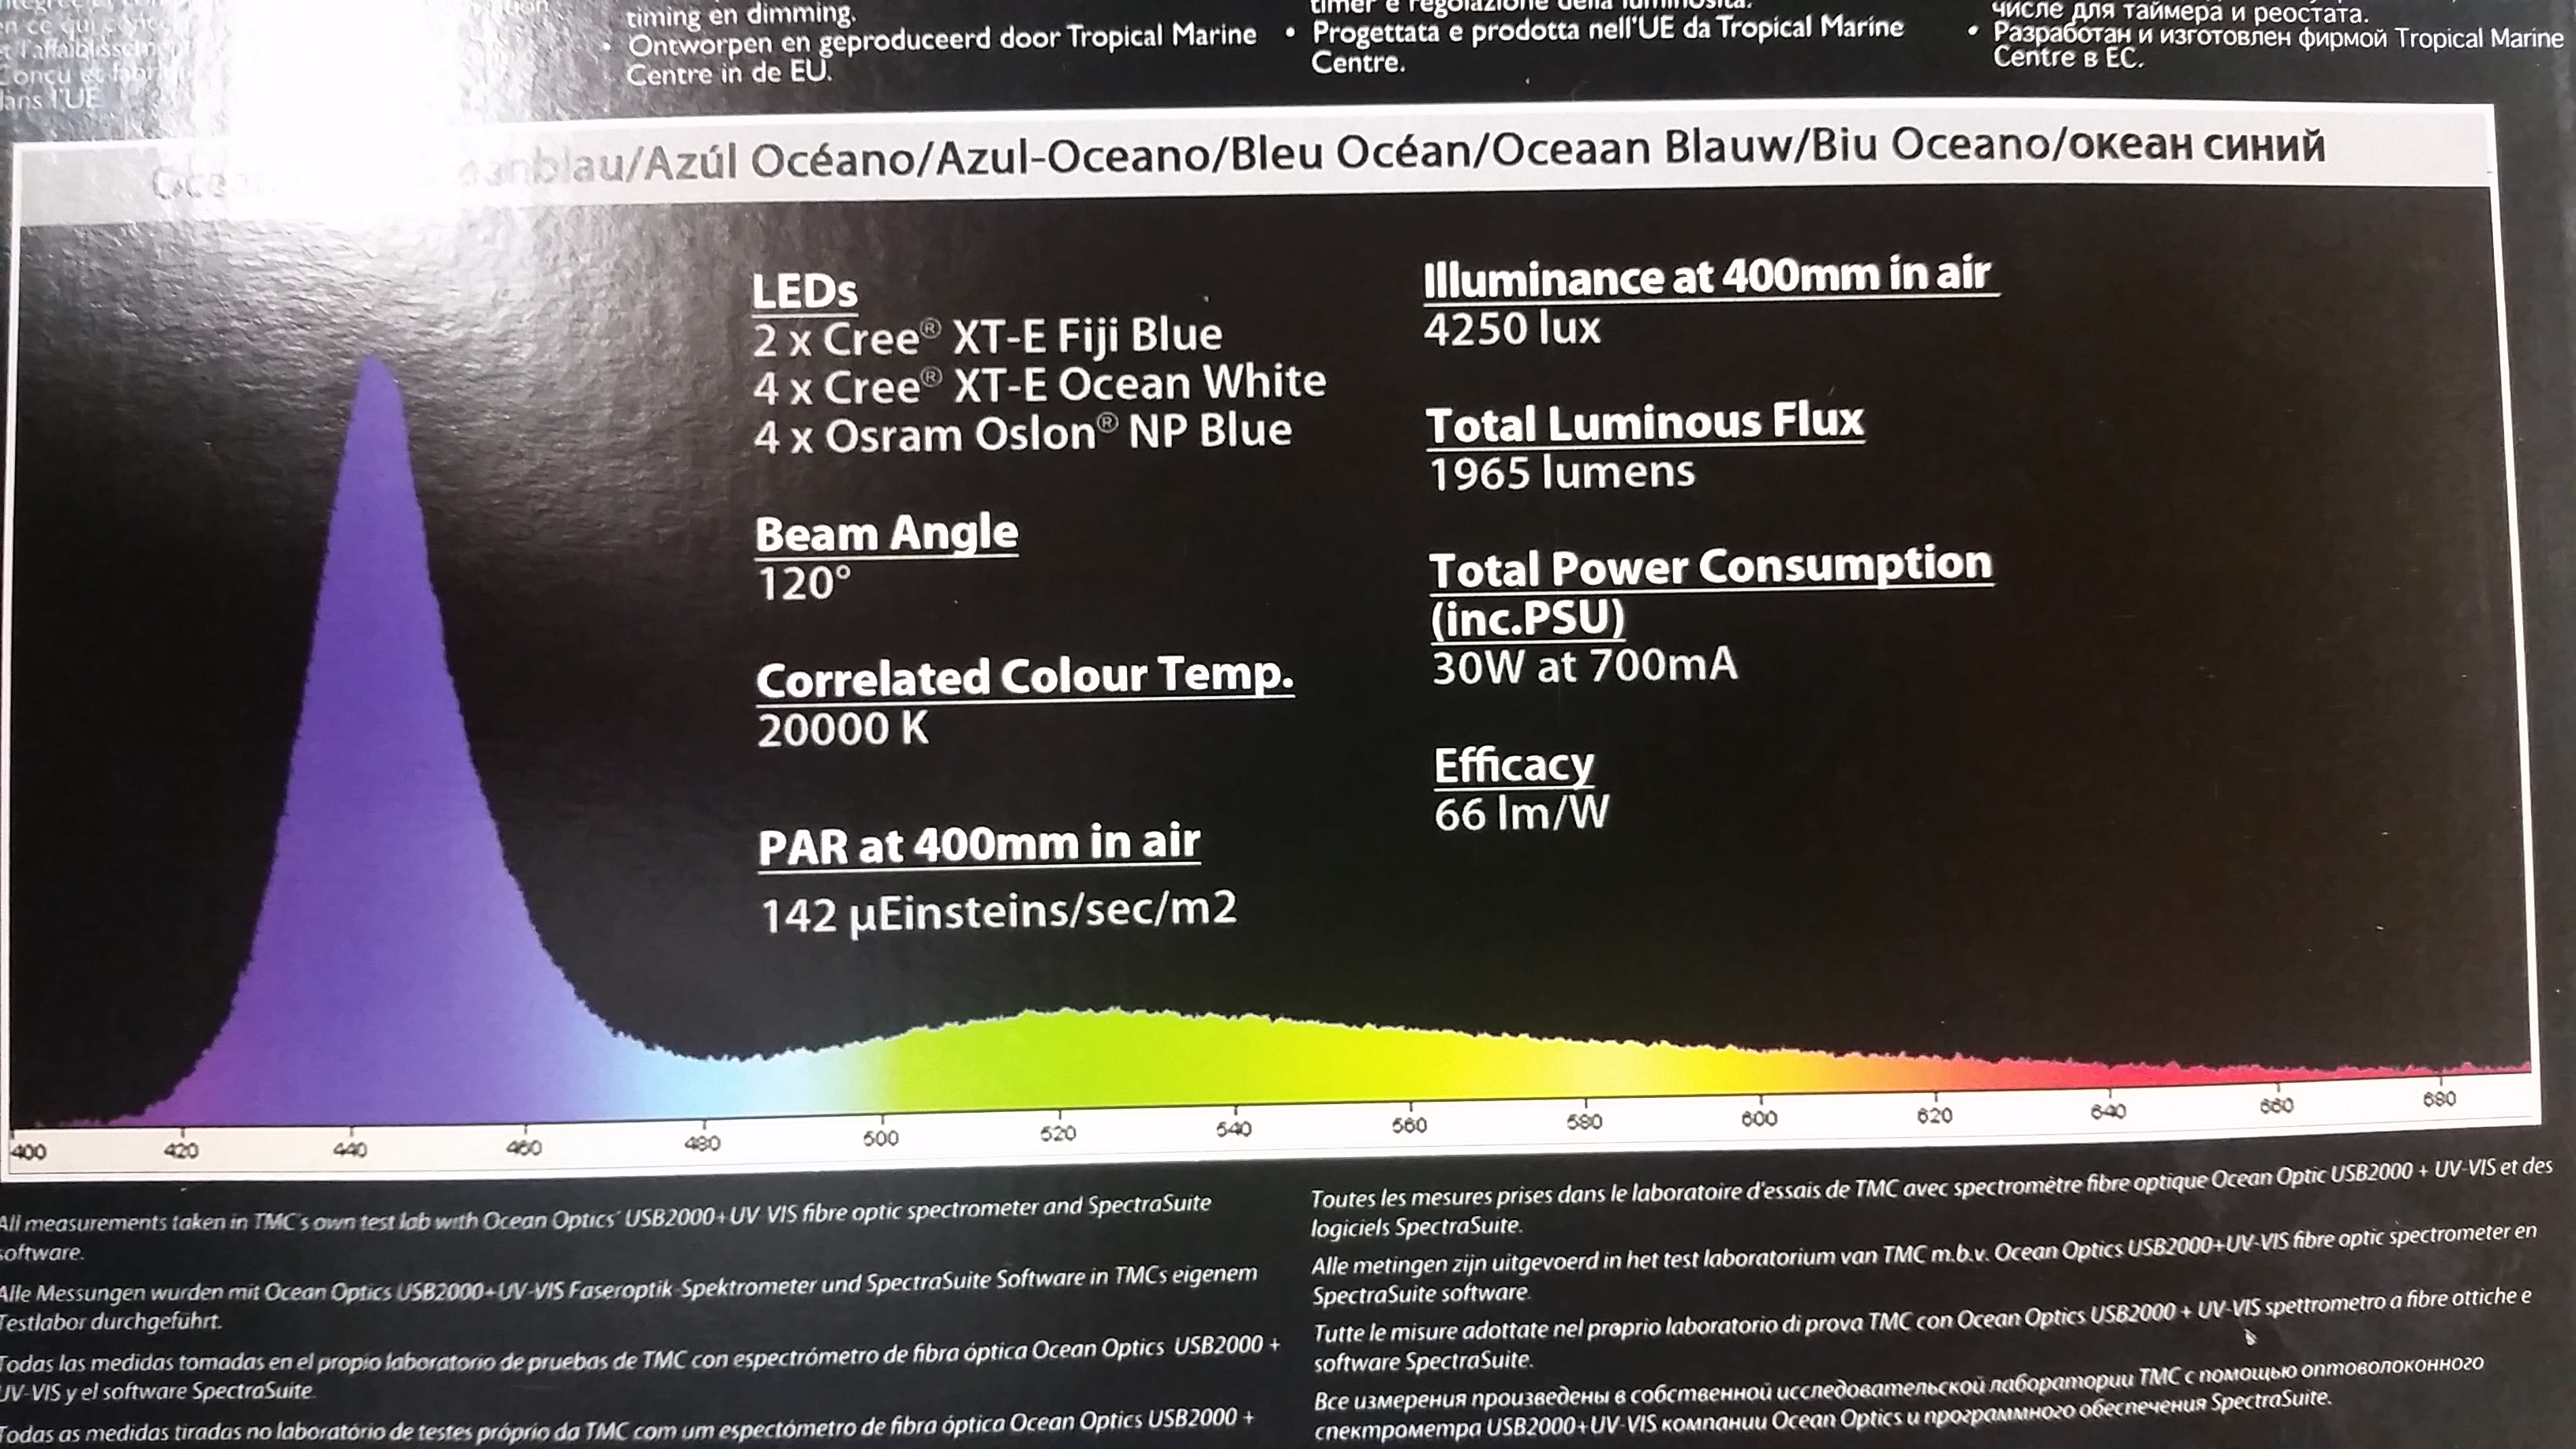 en ce qui conc
et l'affaiblissem
Conçu et fabri
dans l'UE
timing en dimming.
• Ontworpen en geproduceerd door Tropical Marine
Centre in de EU.
timer e regolazione della luminosità.
• Progettata e prodotta nell'UE da Tropical Marine
Centre.
числе для таймера и реостата.
• Разработан и изготовлен фирмой Tropical Marine
Centre в ЕС.
anblau/Azúl Océano/Azul-Oceano/Bleu Océan/Oceaan Blauw/Biu Oceano/океан синий
LEDs
2 x Cree® XT-E Fiji Blue
4 x Cree® XT-E Ocean White
4 x Osram Oslon® NP Blue
Beam Angle
120°
Correlated Colour Temp.
20000 K
PAR at 400mm in air
142 µEinsteins/sec/m2
Illuminance at 400mm in air
4250 lux
Total Luminous Flux
1965 lumens
Total Power Consumption
(inc.PSU)
30W at 700mA
Efficacy
66 lm/W
400 420 440 460 480 500 520 540 560 580 600 620 640 660 680
All measurements taken in TMC's own test lab with Ocean Optics' USB2000+UV VIS fibre optic spectrometer and SpectraSuite
software.
Alle Messungen wurden mit Ocean Optics USB2000+UV-VIS Faseroptik-Spektrometer und SpectraSuite Software in TMCs eigenem
Testlabor durchgeführt.
Todas las medidas tomadas en el propio laboratorio de pruebas de TMC con espectrómetro de fibra óptica Ocean Optics USB2000 +
UV-VIS y el software SpectraSuite
Todas as medidas tiradas no laboratório de testes próprio da TMC com um espectómetro de fibra óptica Ocean Optics USB2000 +
Toutes les mesures prises dans le laboratoire d'essais de TMC avec spectromètre fibre optique Ocean Optic USB2000 + UV-VIS et des
logiciels SpectraSuite.
Alle metingen zijn uitgevoerd in het test laboratorium van TMC m.b.v. Ocean Optics USB2000+UV-VIS fibre optic spectrometer en
SpectraSuite software.
Tutte le misure adottate nel proprio laboratorio di prova TMC con Ocean Optics USB2000 + UV-VIS spettrometro a fibre ottiche e
software SpectraSuite.
Все измерения произведены в собственной исследовательской лаборатории TMC с помощью оптоволоконного
спектрометра USB2000+UV-VIS компании Ocean Optics и программного обеспечения SpectraSuite.